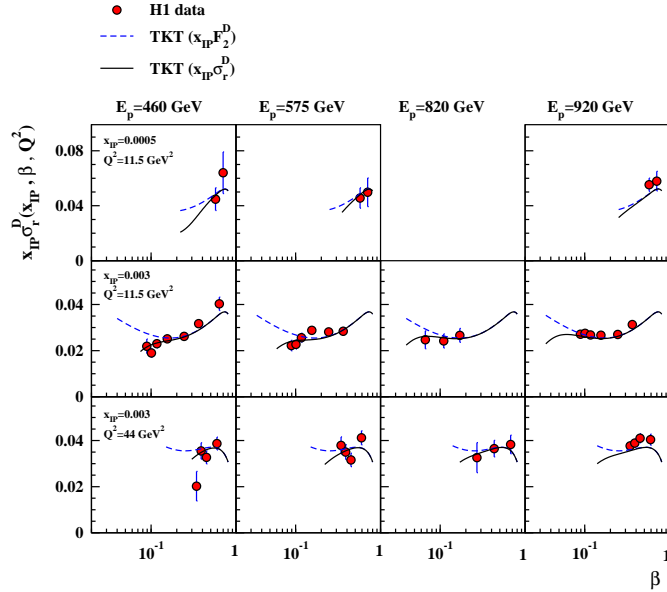 H1 data
TKT (x_IP F_2^D)
TKT (x_IP σ_r^D)
E_p=460 GeV E_p=575 GeV E_p=820 GeV E_p=920 GeV
x_IP σ_r^D(x_IP, β, Q^2)
x_IP=0.0005
Q^2=11.5 GeV^2
0.08
0.04
0
x_IP=0.003
Q^2=11.5 GeV^2
0.04
0.02
0
x_IP=0.003
Q^2=44 GeV^2
0.04
0.02
0
10^-1 1 10^-1 1 10^-1 1 10^-1 1
β